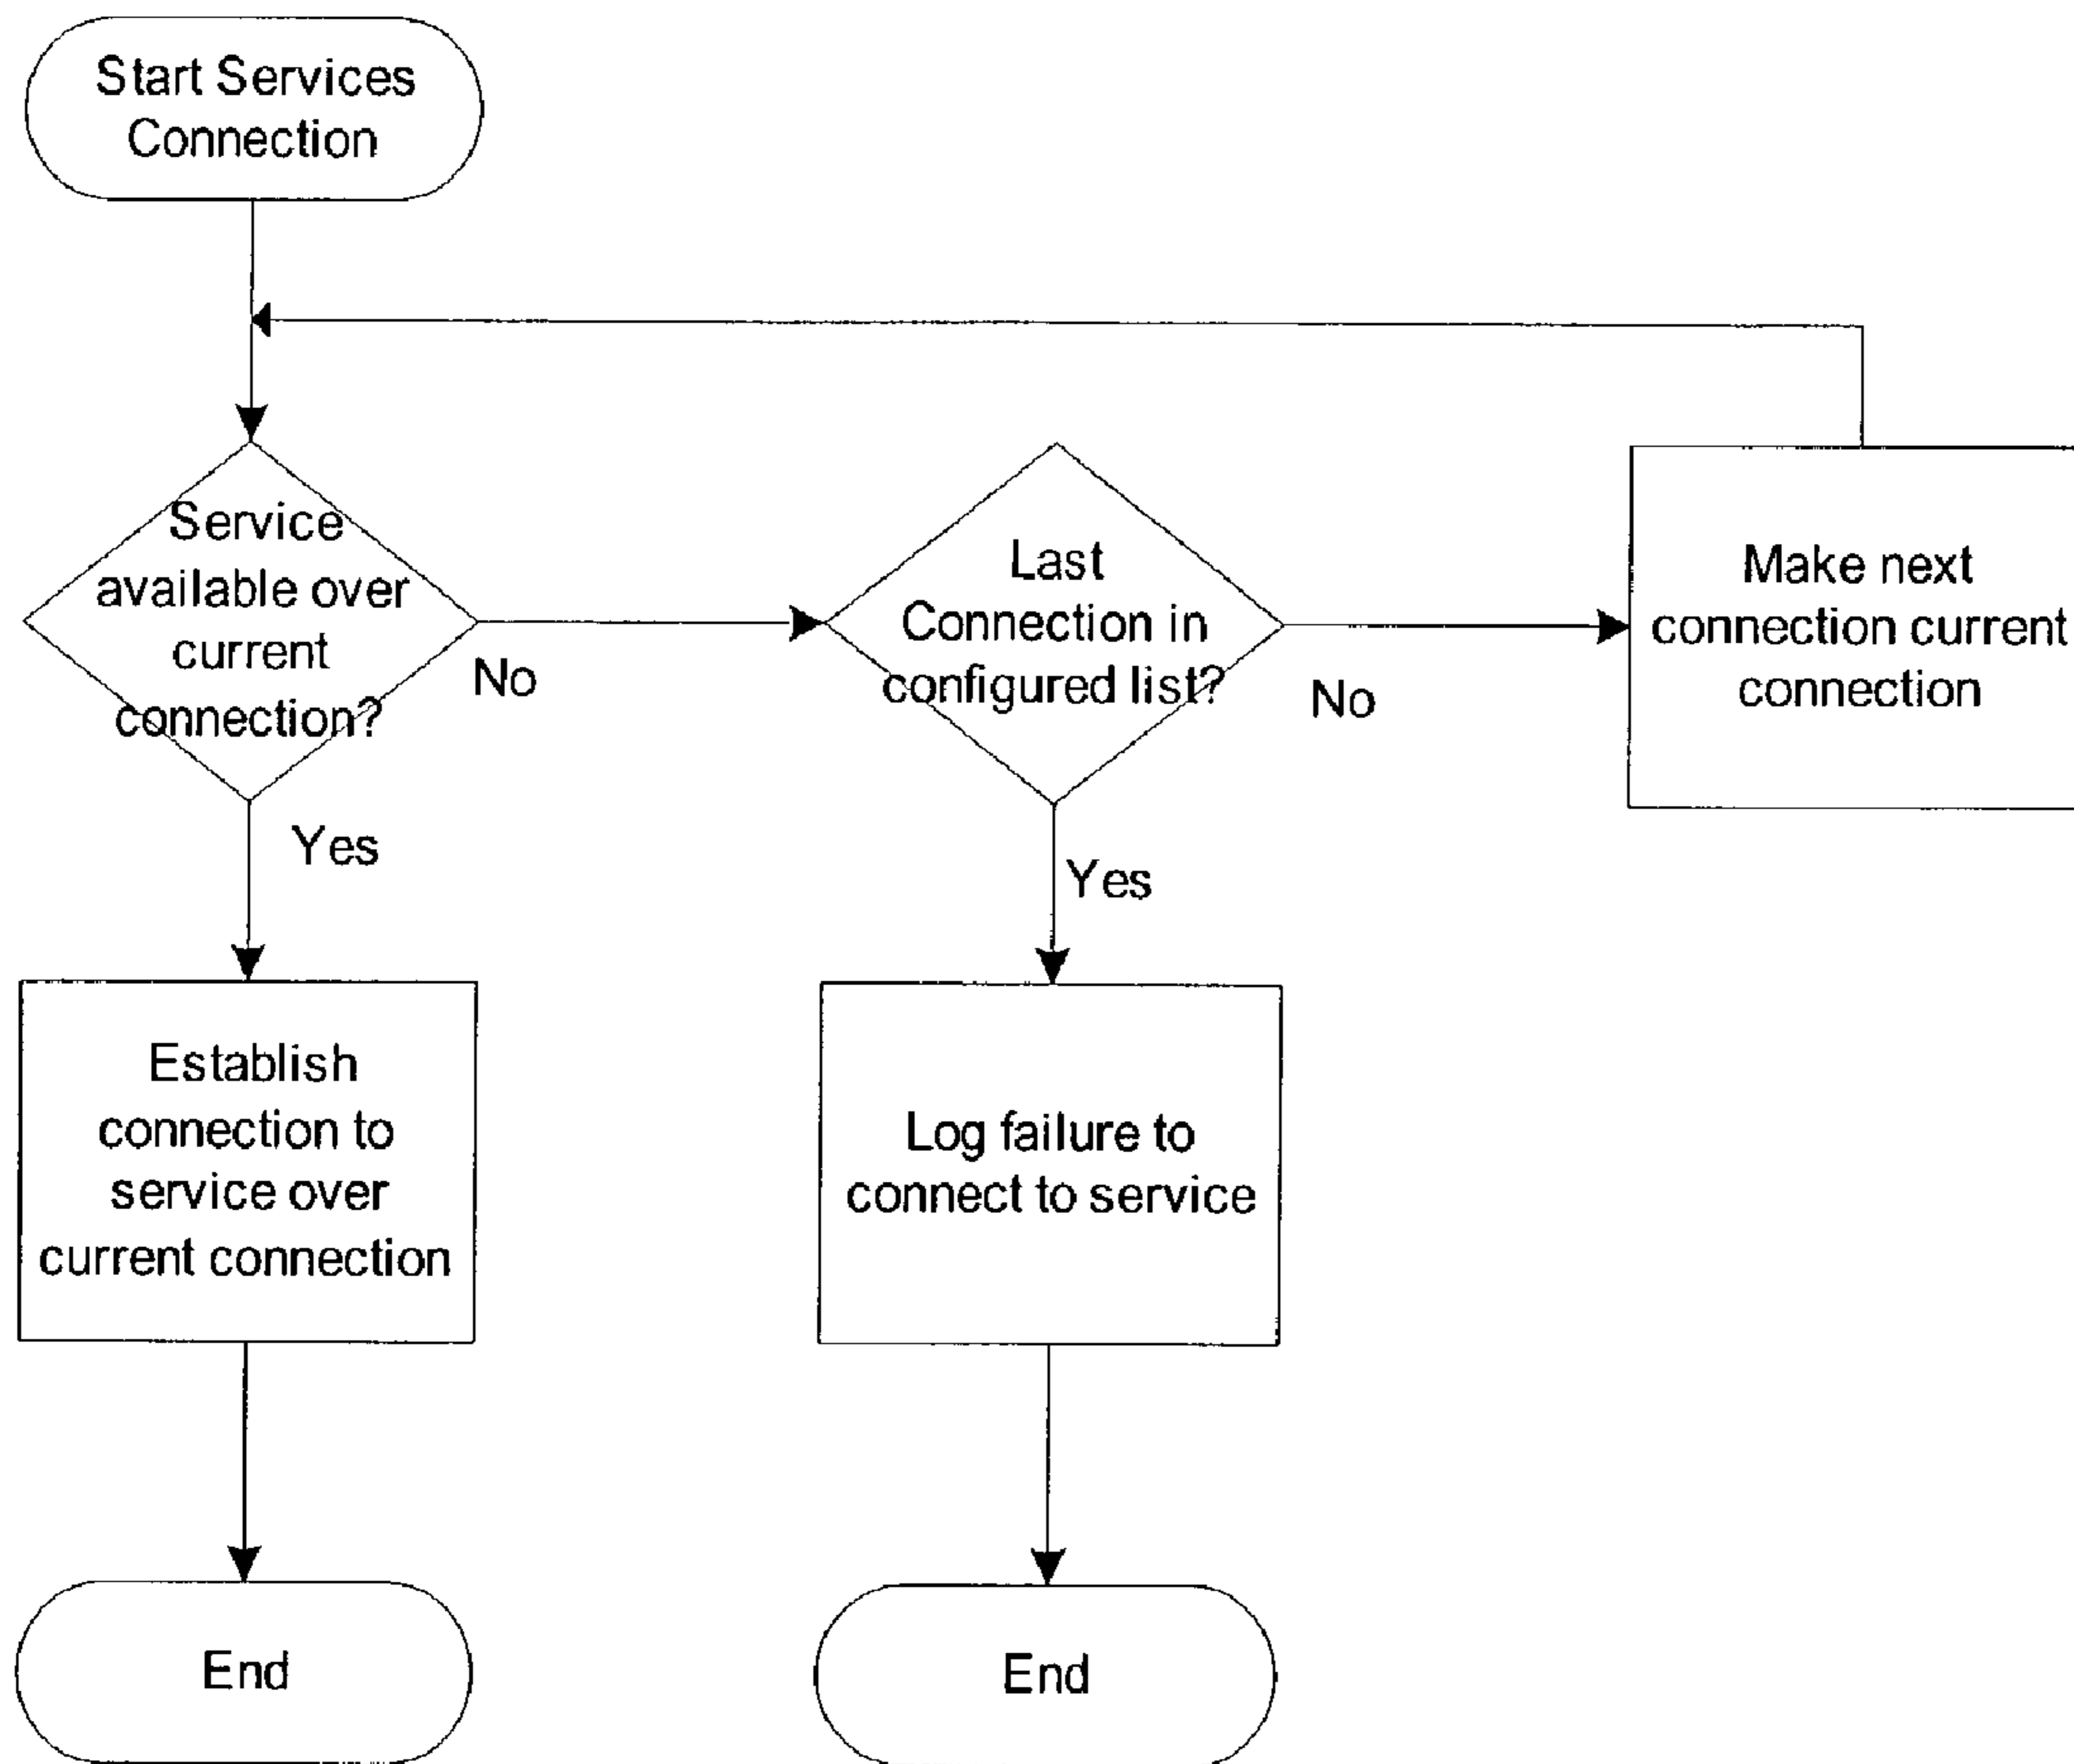 Start Services
Connection
Service
available over
current
connection?
No
Last
Connection in
configured list?
No
Make next
connection current
connection
Yes
Yes
Establish
connection to
service over
current connection
Log failure to
connect to service
End
End